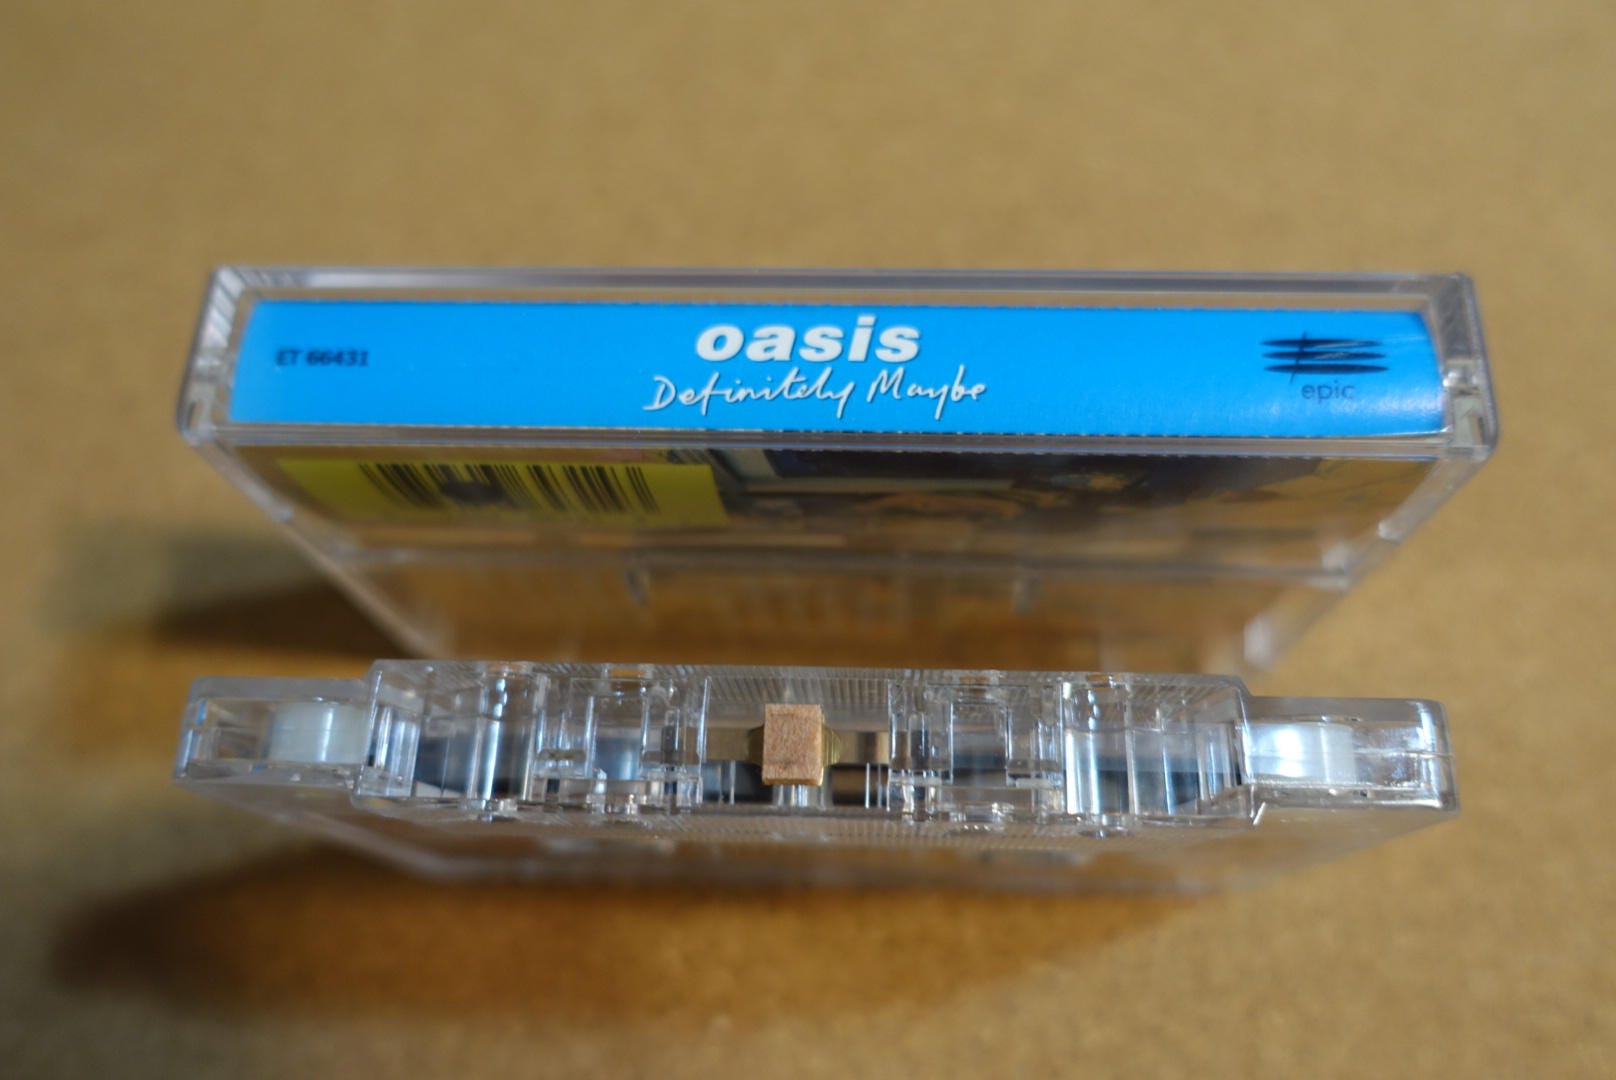 ET 66431
oasis
Definitely Maybe
epic